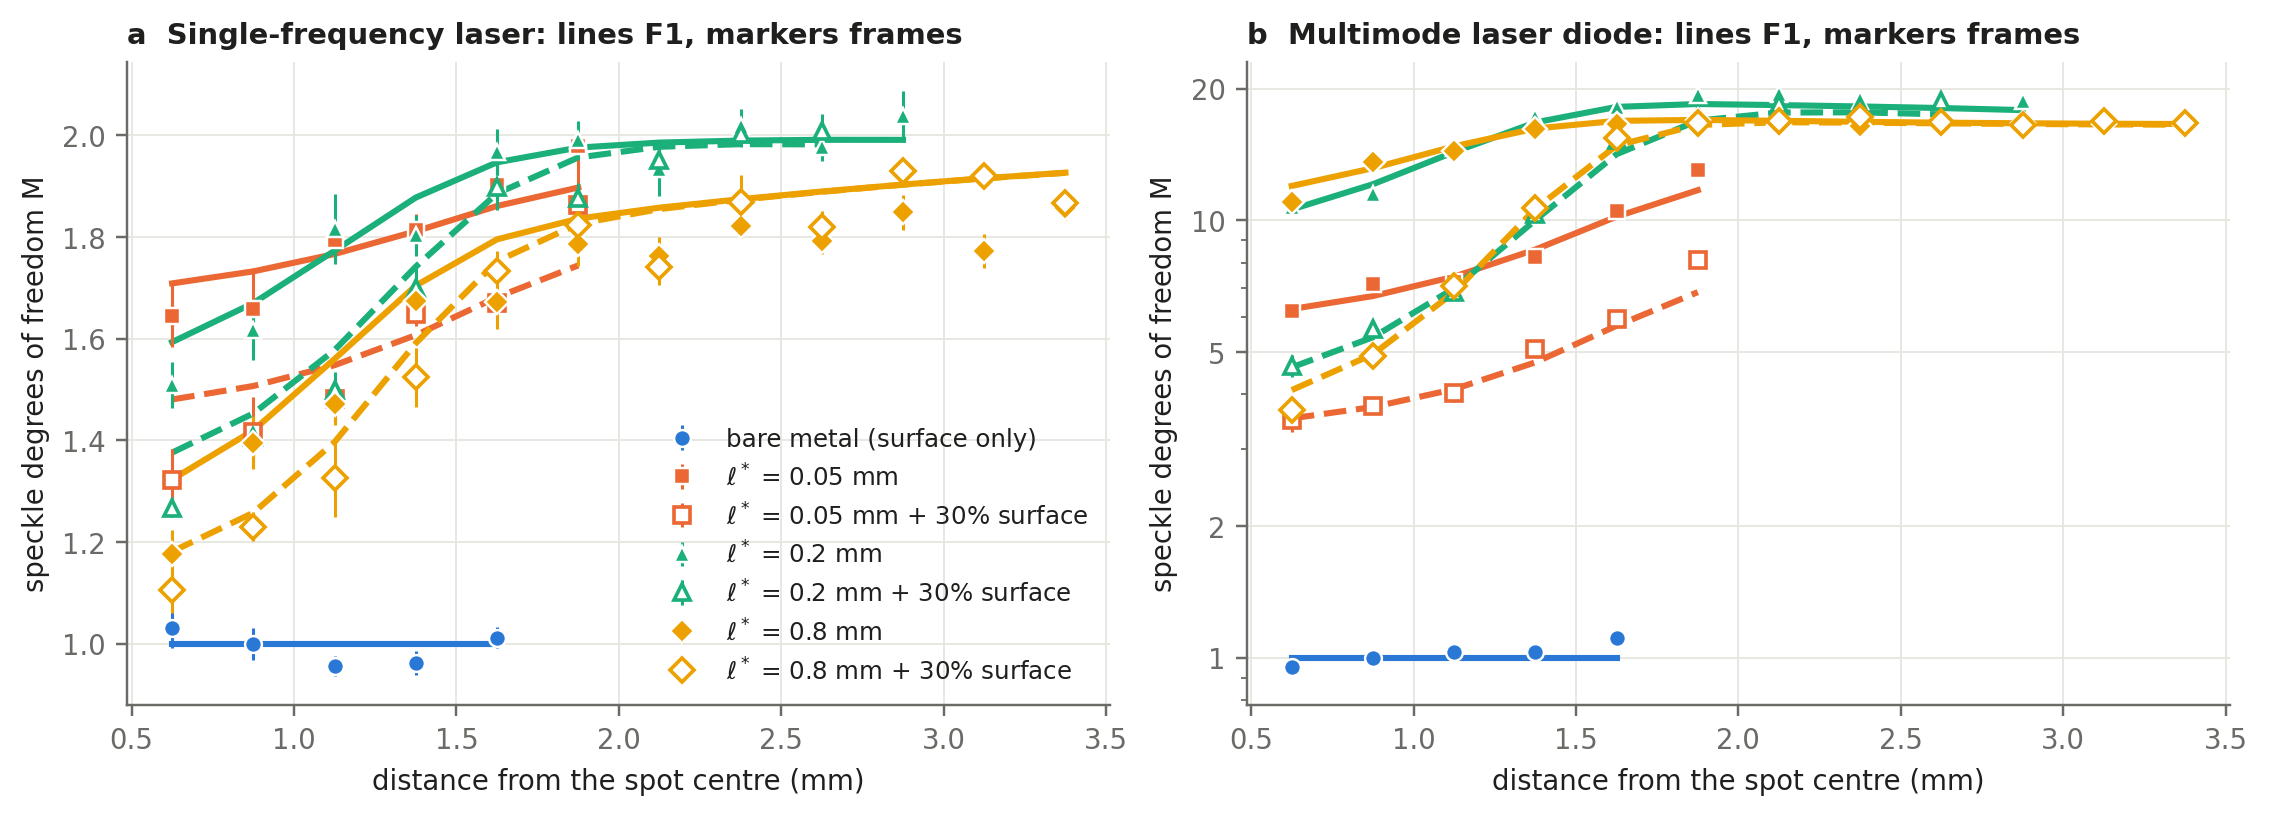 a Single-frequency laser: lines F1, markers frames
speckle degrees of freedom M
2.0
1.8
1.6
1.4
1.2
1.0
0.5 1.0 1.5 2.0 2.5 3.0 3.5
distance from the spot centre (mm)
bare metal (surface only)
ℓ* = 0.05 mm
ℓ* = 0.05 mm + 30% surface
ℓ* = 0.2 mm
ℓ* = 0.2 mm + 30% surface
ℓ* = 0.8 mm
ℓ* = 0.8 mm + 30% surface
b Multimode laser diode: lines F1, markers frames
speckle degrees of freedom M
20
10
5
2
1
0.5 1.0 1.5 2.0 2.5 3.0 3.5
distance from the spot centre (mm)